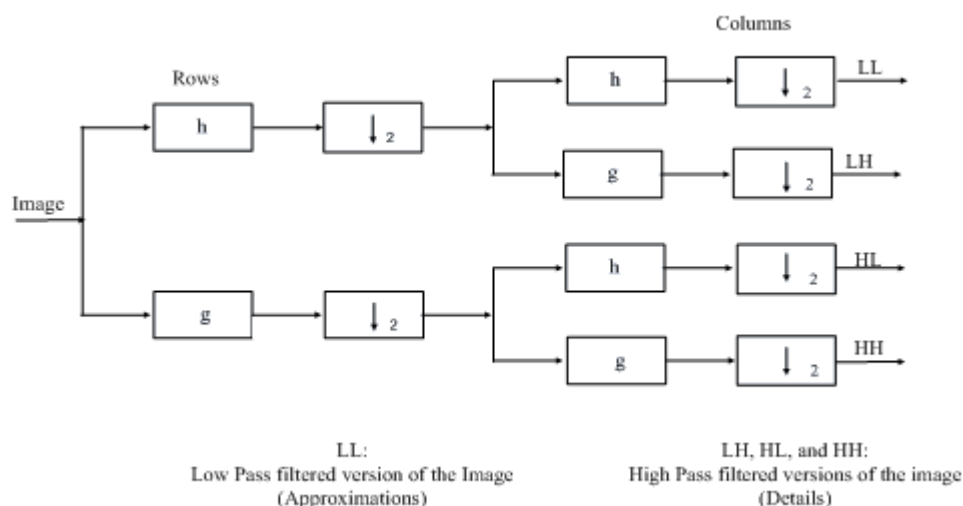 Columns
Rows
h
↓ 2
h
↓ 2
LL
g
↓ 2
LH
Image
g
↓ 2
h
↓ 2
HL
g
↓ 2
HH
LL:
Low Pass filtered version of the Image
(Approximations)
LH, HL, and HH:
High Pass filtered versions of the image
(Details)